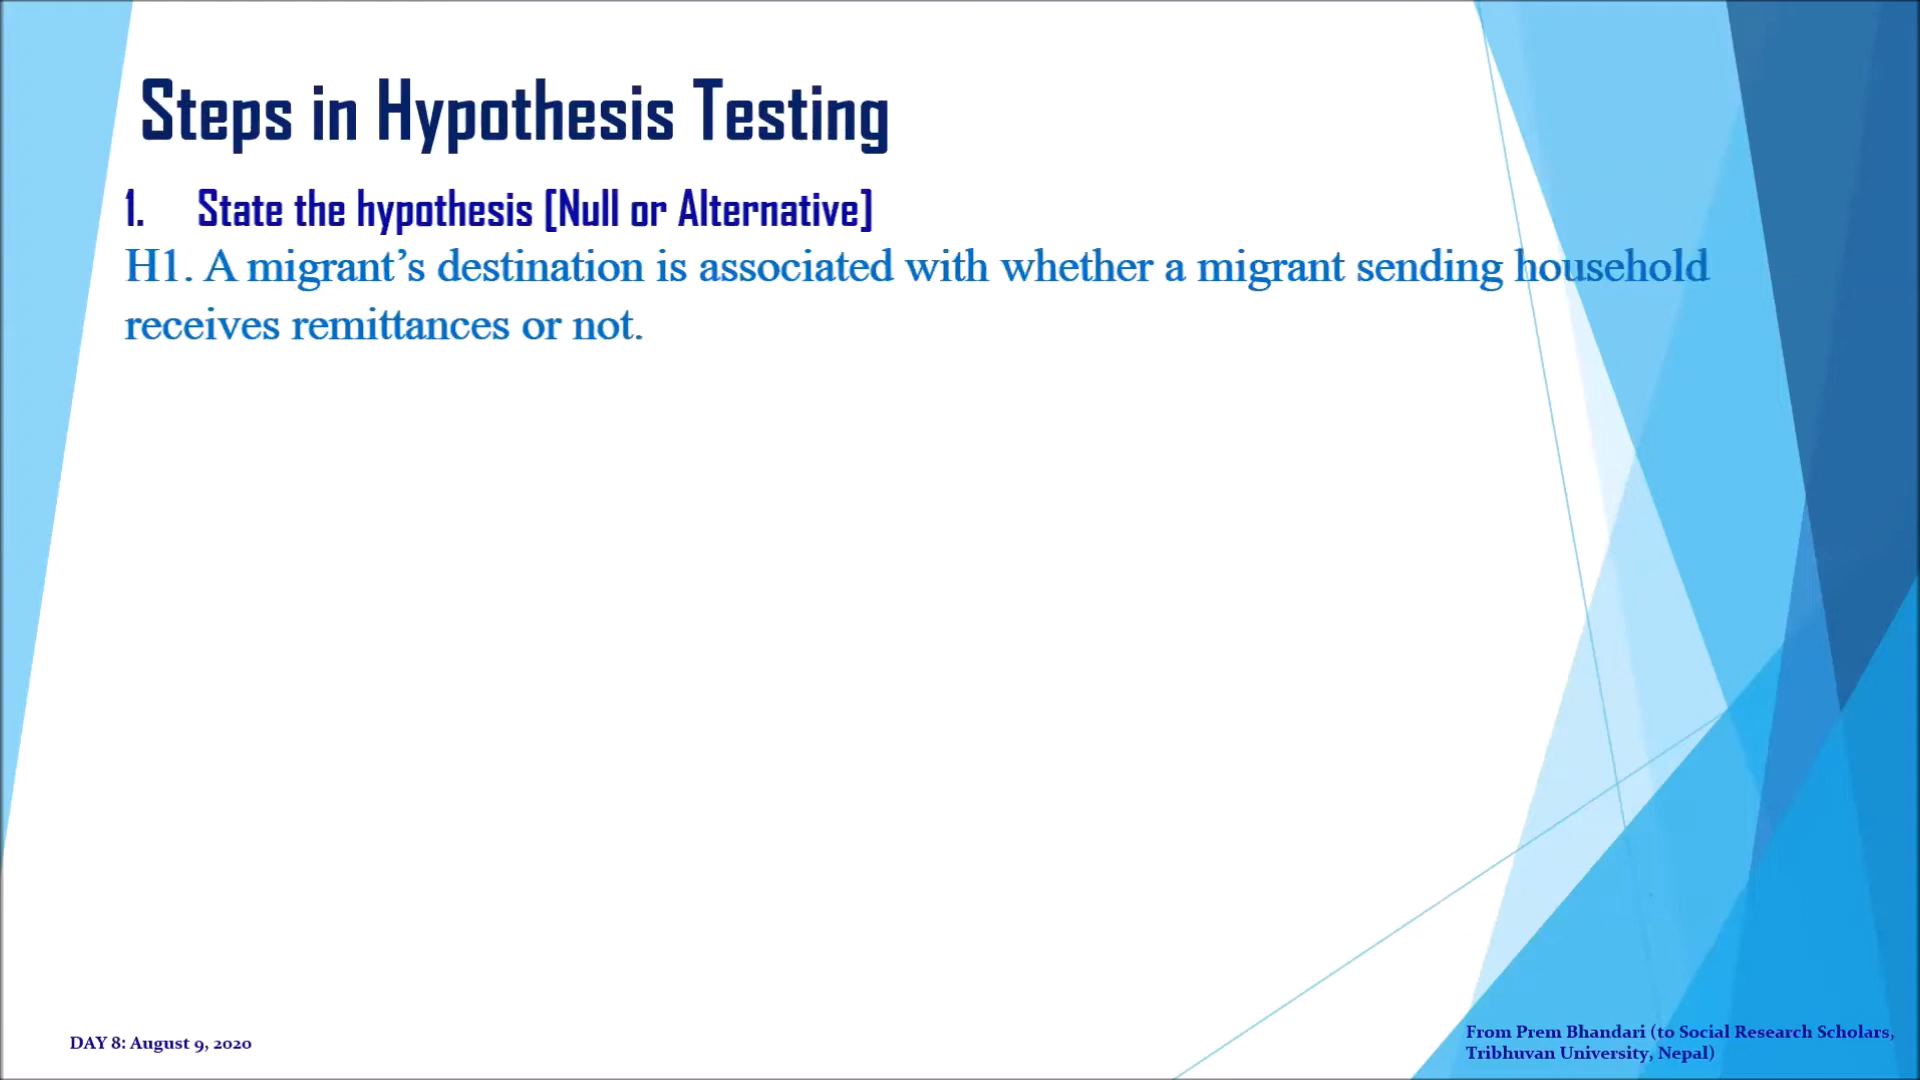 Steps in Hypothesis Testing
1. State the hypothesis [Null or Alternative]
H1. A migrant’s destination is associated with whether a migrant sending household
receives remittances or not.
DAY 8: August 9, 2020
From Prem Bhandari (to Social Research Scholars,
Tribhuvan University, Nepal)